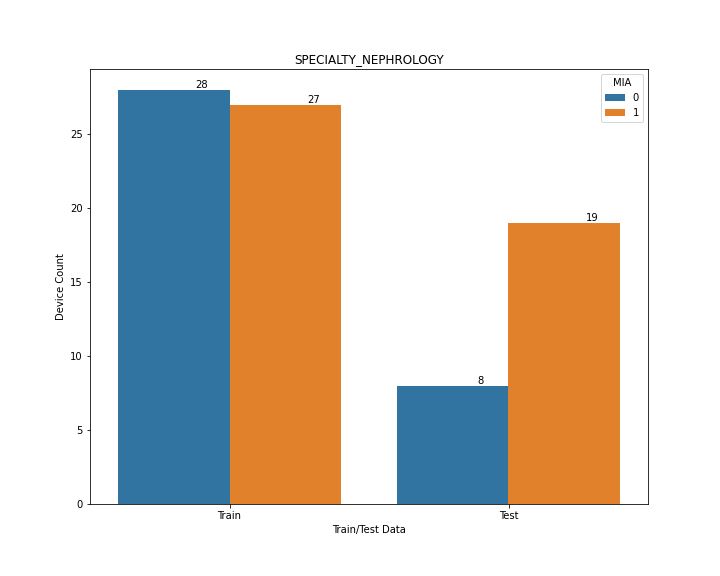 SPECIALTY_NEPHROLOGY
MIA
0
1
28
27
8
19
25
20
15
10
5
0
Device Count
Train
Test
Train/Test Data